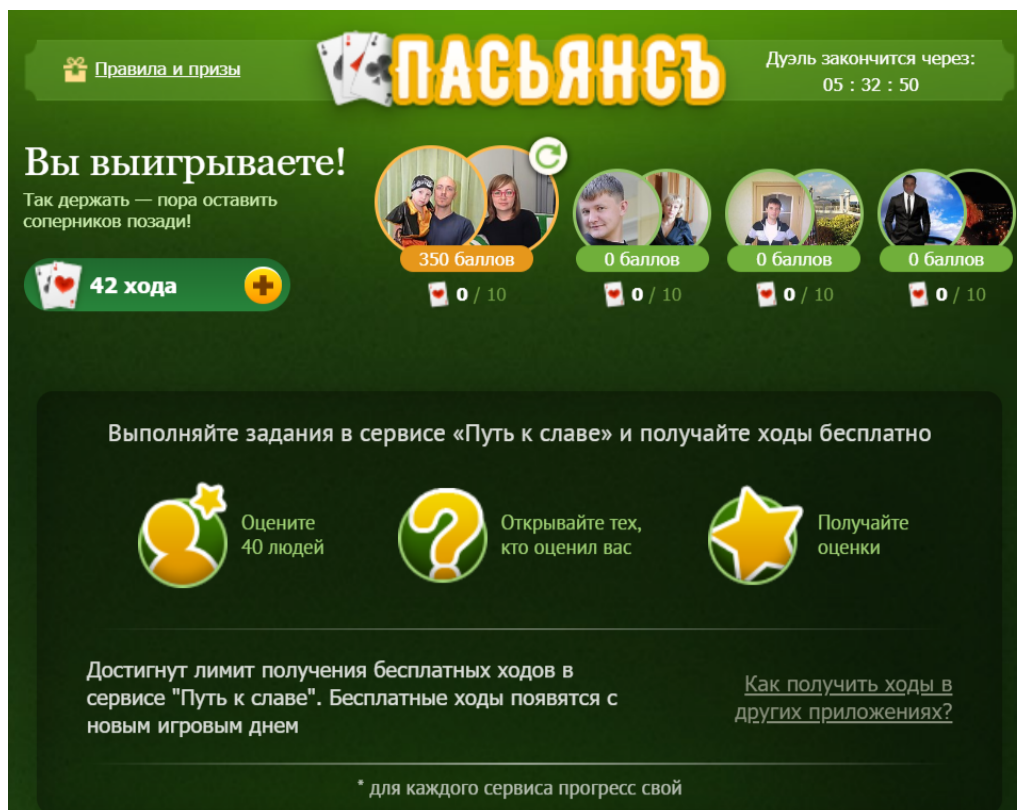 Правила и призы
ПАСЬЯНСЪ
Дуэль закончится через:
05 : 32 : 50
Вы выигрываете!
Так держать — пора оставить
соперников позади!
42 хода
350 баллов
0 баллов
0 баллов
0 баллов
0 / 10
0 / 10
0 / 10
0 / 10
Выполняйте задания в сервисе «Путь к славе» и получайте ходы бесплатно
Оцените
40 людей
Открывайте тех,
кто оценил вас
Получайте
оценки
Достигнут лимит получения бесплатных ходов в
сервисе "Путь к славе". Бесплатные ходы появятся с
новым игровым днем
Как получить ходы в
других приложениях?
* для каждого сервиса прогресс свой